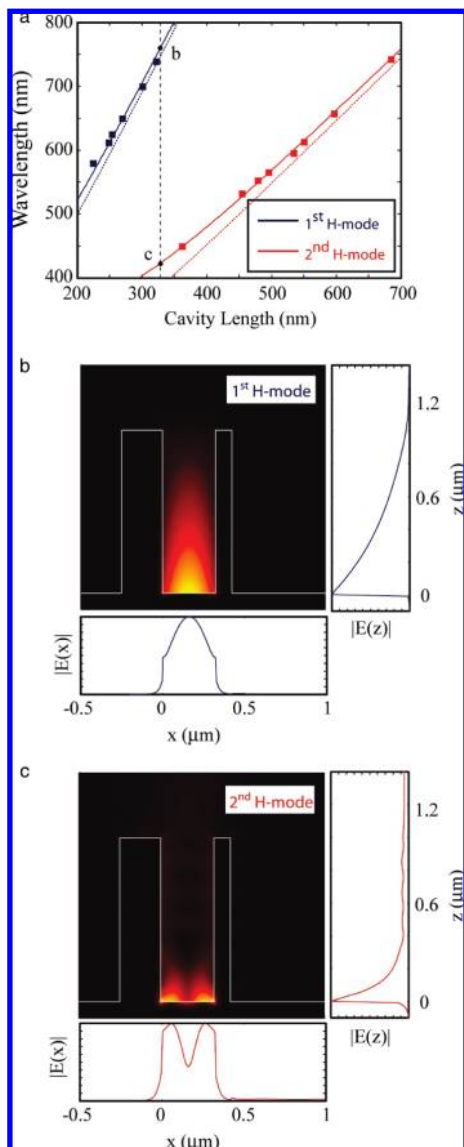 a
800
700
600
500
400
Wavelength (nm)
b
c
1st H-mode
2nd H-mode
200 300 400 500 600 700
Cavity Length (nm)
b
1st H-mode
1.2
0.6
0
z (μm)
|E(z)|
|E(x)|
-0.5 0 0.5 1
x (μm)
c
2nd H-mode
1.2
0.6
0
z (μm)
|E(z)|
|E(x)|
-0.5 0 0.5 1
x (μm)